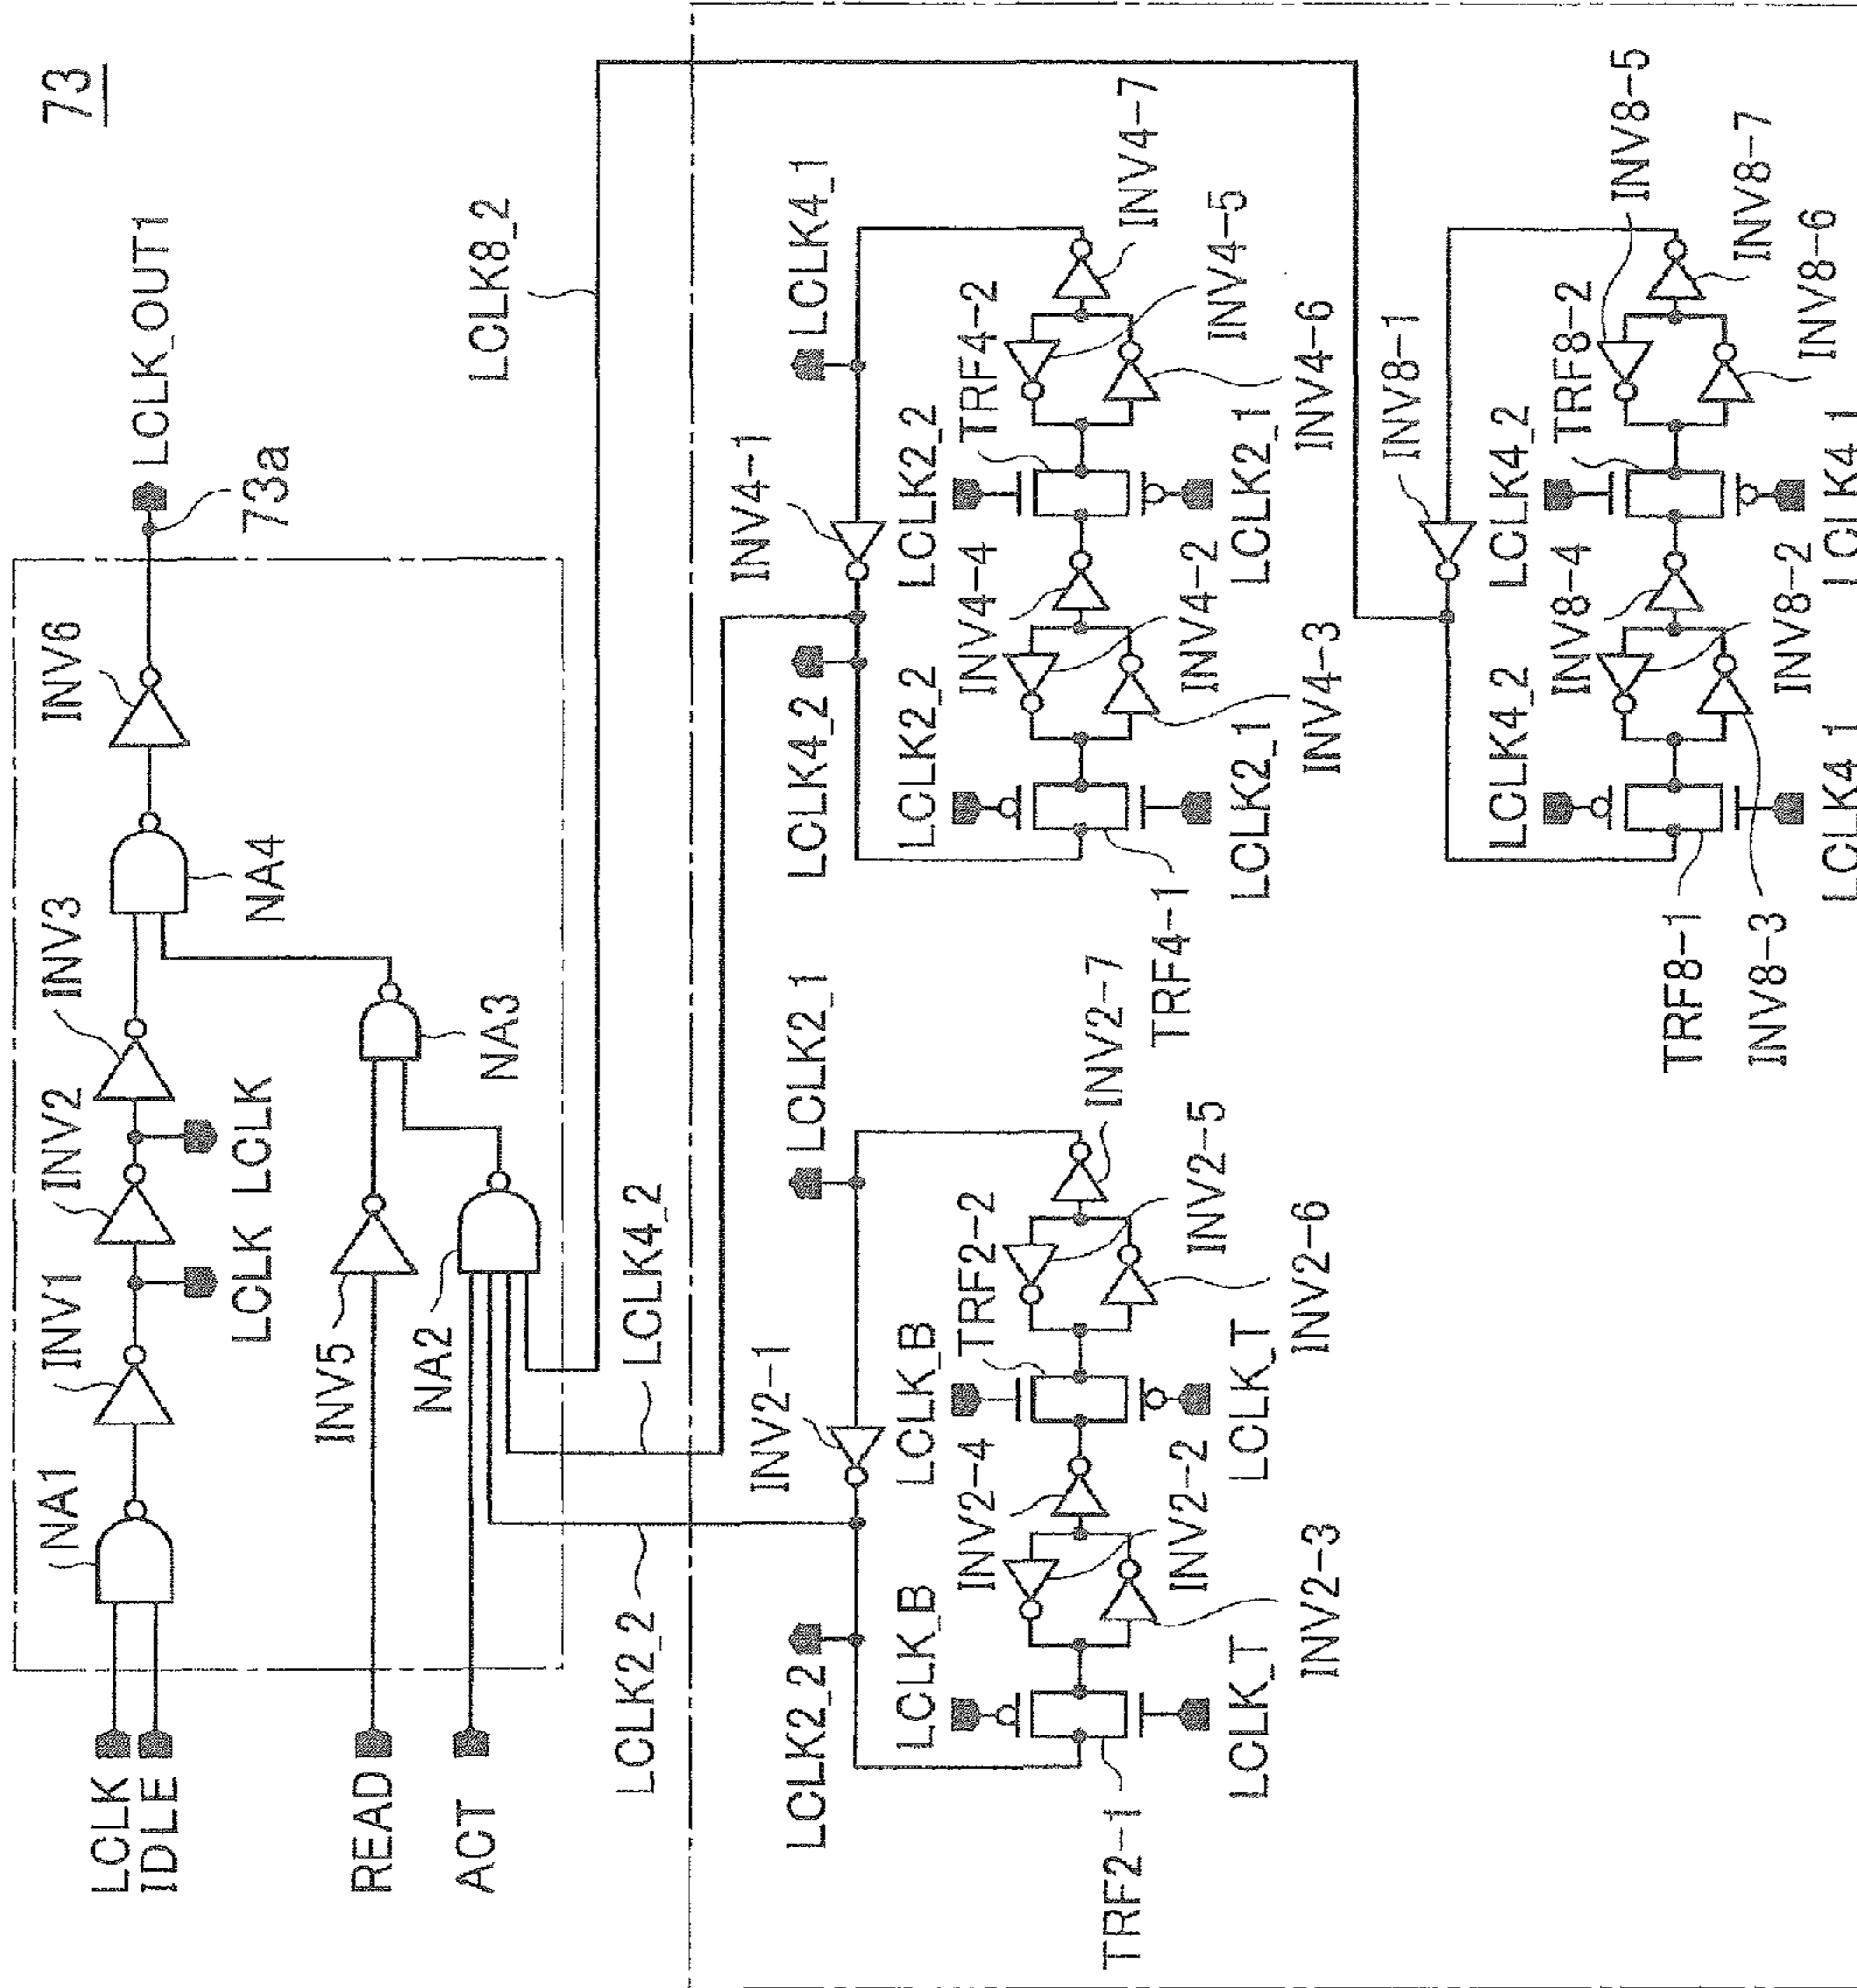 73
LCLK
IDLE
NA1
INV1
INV2
INV3
NA4
INV6
LCLK_OUT1
73a
LCLK LCLK
READ
INV5
NA3
ACT
NA2
LCLK8_2
LCLK2_2
LCLK4_2
LCLK2_2
INV2-1
LCLK2_1
LCLK_B
LCLK_B
INV2-4
TRF2-2
INV2-7
TRF2-1
LCLK_T
INV2-3
INV2-2
LCLK_T
INV2-5
INV2-6
LCLK4_2
INV4-1
LCLK4_1
LCLK2_2
LCLK2_2
INV4-4
TRF4-2
INV4-7
TRF4-1
LCLK2_1
INV4-3
INV4-2
LCLK2_1
INV4-5
INV4-6
INV8-1
LCLK4_2
LCLK4_2
INV8-4
TRF8-2
INV8-5
TRF8-1
INV8-3
LCLK4_1
INV8-2
LCLK4_1
INV8-6
INV8-7